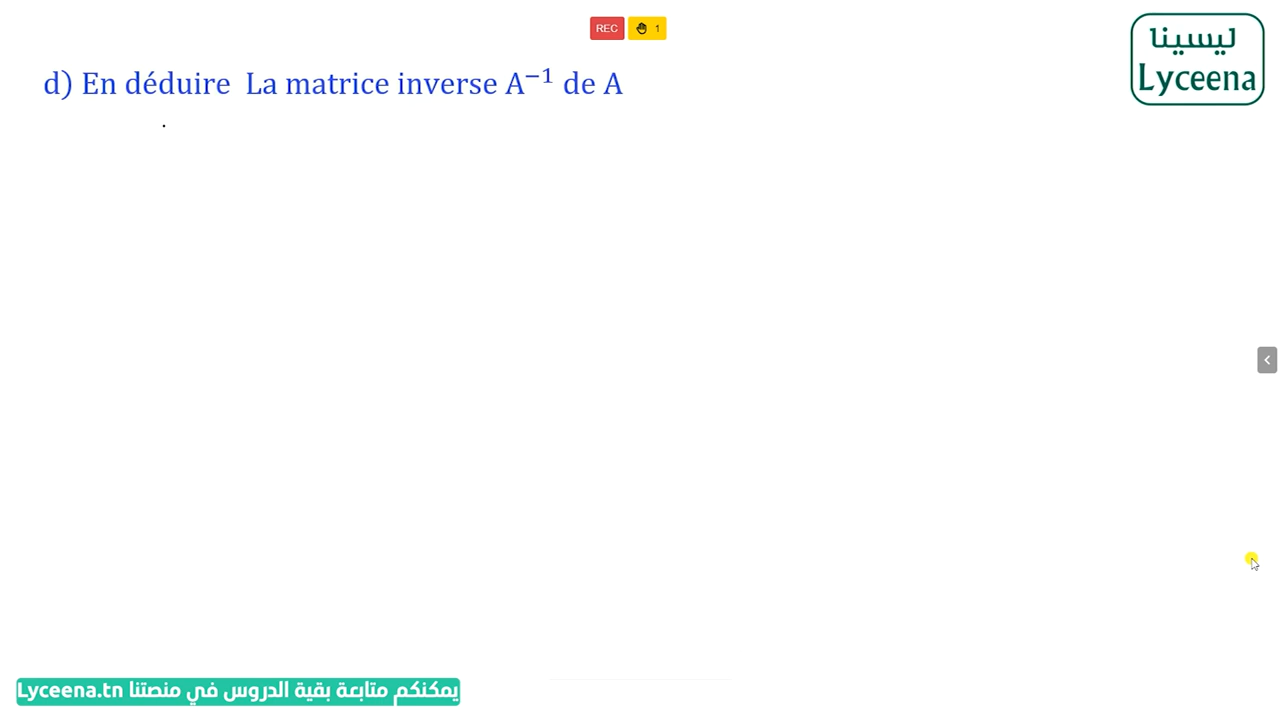 REC 1
ليسينا
Lyceena
d) En déduire La matrice inverse A⁻¹ de A
يمكنكم متابعة بقية الدروس في منصتنا Lyceena.tn